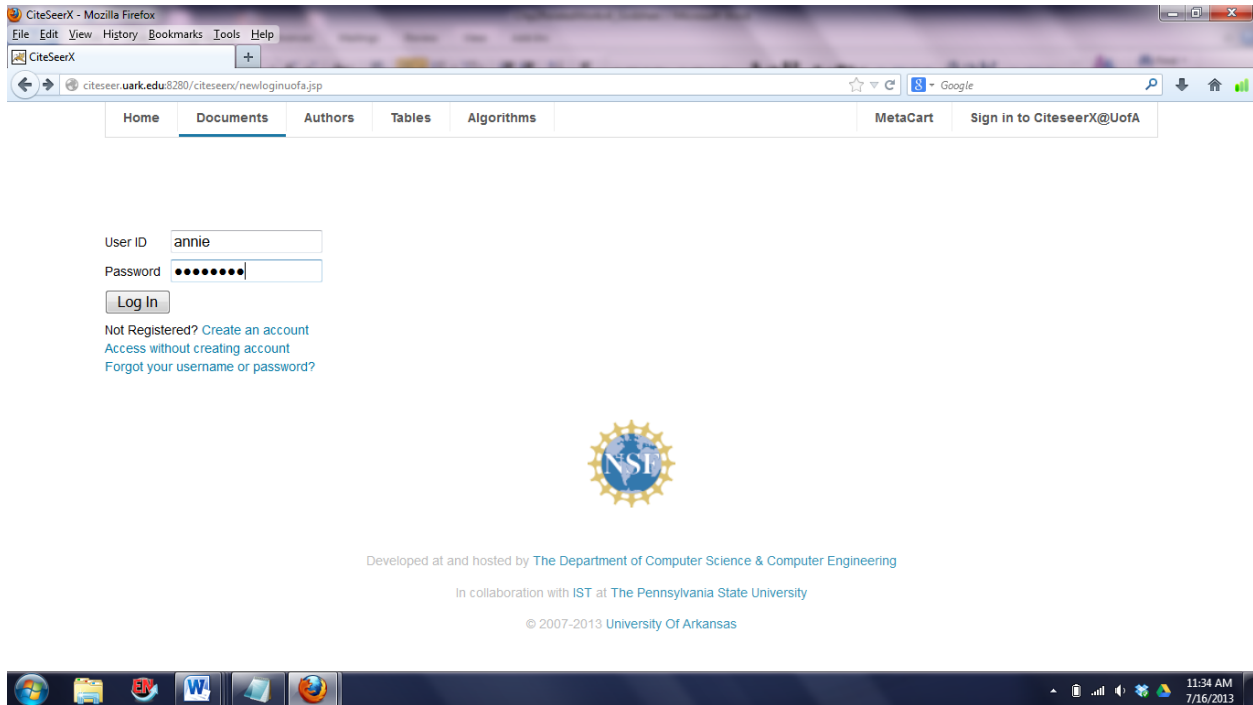 CiteSeerX - Mozilla Firefox
File Edit View History Bookmarks Tools Help
CiteSeerX +
citeseer.uark.edu:8280/citeseerx/newloginuofa.jsp Google
Home Documents Authors Tables Algorithms MetaCart Sign in to CiteseerX@UofA
User ID annie
Password ●●●●●●●●
Log In
Not Registered? Create an account
Access without creating account
Forgot your username or password?
NSF
Developed at and hosted by The Department of Computer Science & Computer Engineering
In collaboration with IST at The Pennsylvania State University
© 2007-2013 University Of Arkansas
11:34 AM
7/16/2013